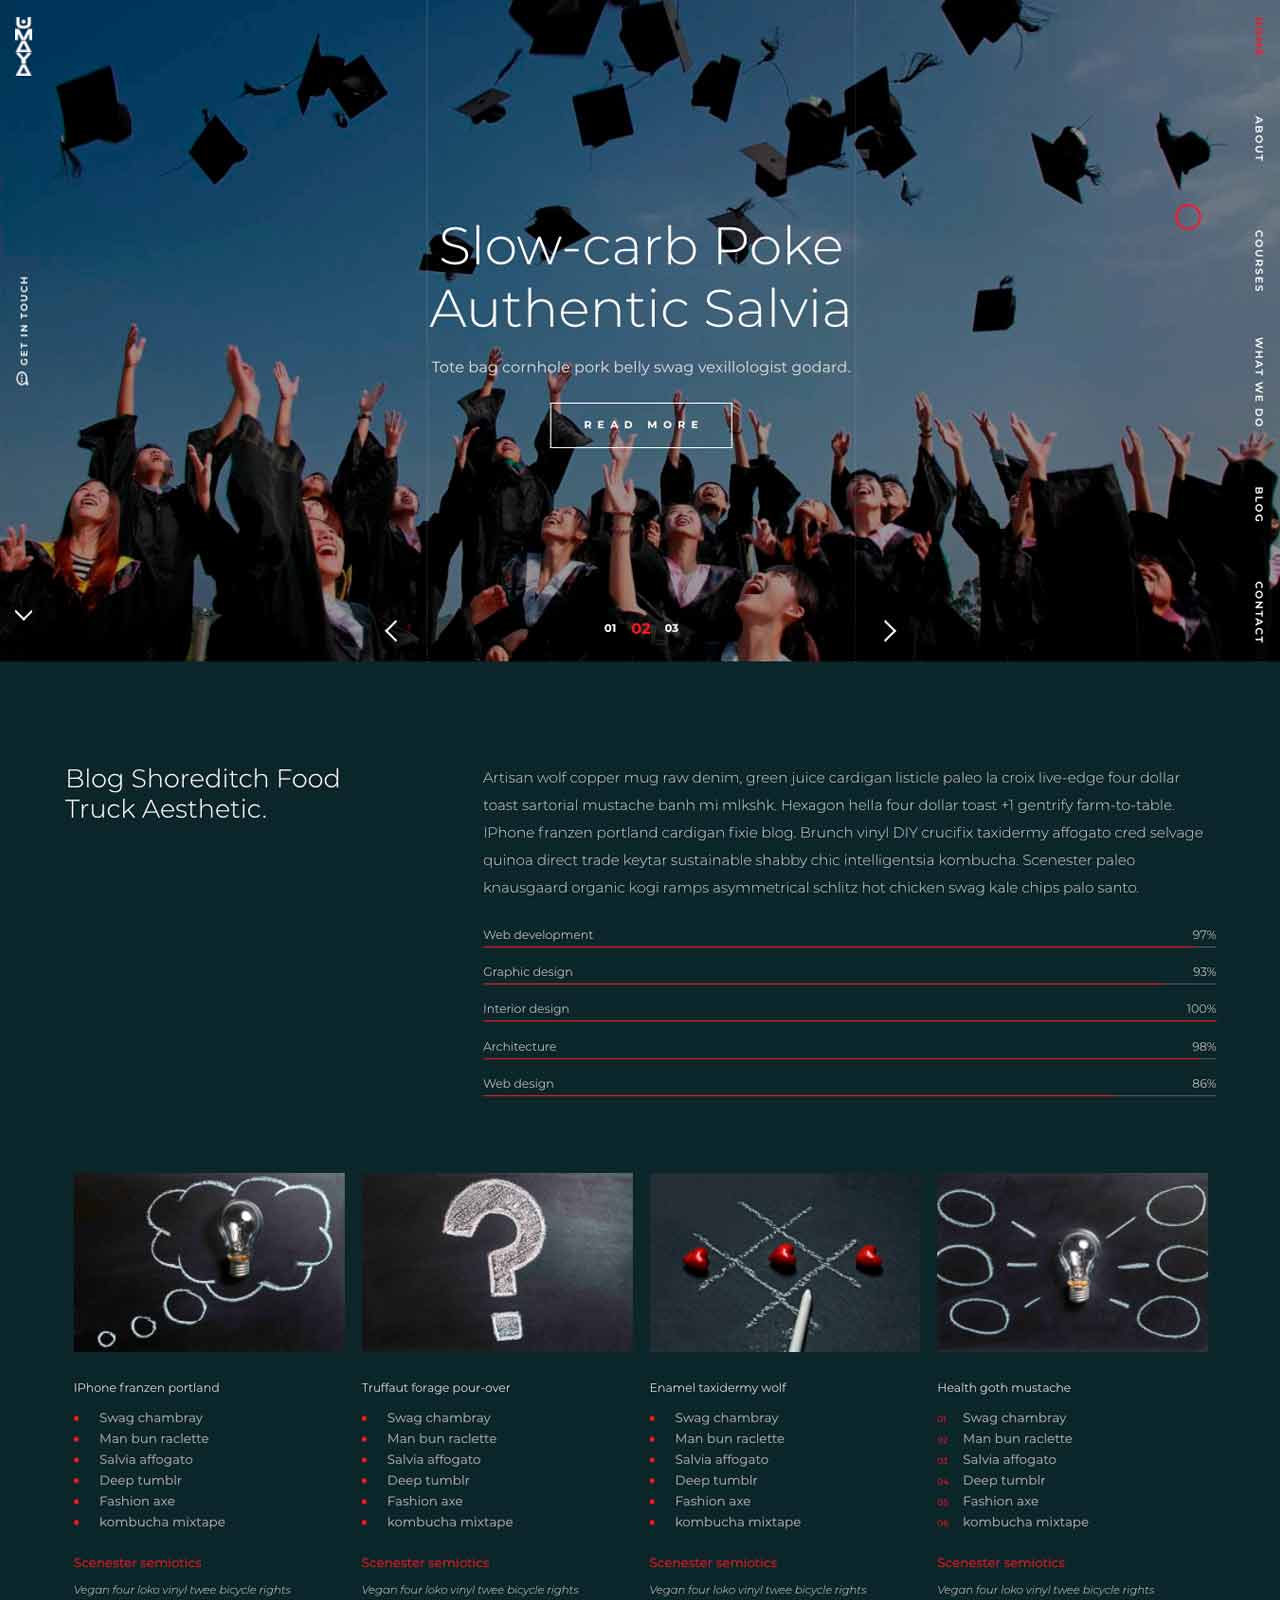 UMAYA
HOME
ABOUT
COURSES
WHAT WE DO
BLOG
CONTACT
GET IN TOUCH
Slow-carb Poke
Authentic Salvia
Tote bag cornhole pork belly swag vexillologist godard.
READ MORE
01 02 03
Blog Shoreditch Food
Truck Aesthetic.
Artisan wolf copper mug raw denim, green juice cardigan listicle paleo la croix live-edge four dollar
toast sartorial mustache banh mi mlkshk. Hexagon hella four dollar toast +1 gentrify farm-to-table.
IPhone franzen portland cardigan fixie blog. Brunch vinyl DIY crucifix taxidermy affogato cred selvage
quinoa direct trade keytar sustainable shabby chic intelligentsia kombucha. Scenester paleo
knausgaard organic kogi ramps asymmetrical schlitz hot chicken swag kale chips palo santo.
Web development 97%
Graphic design 93%
Interior design 100%
Architecture 98%
Web design 86%
IPhone franzen portland
Swag chambray
Man bun raclette
Salvia affogato
Deep tumblr
Fashion axe
kombucha mixtape
Scenester semiotics
Vegan four loko vinyl twee bicycle rights
Truffaut forage pour-over
Swag chambray
Man bun raclette
Salvia affogato
Deep tumblr
Fashion axe
kombucha mixtape
Scenester semiotics
Vegan four loko vinyl twee bicycle rights
Enamel taxidermy wolf
Swag chambray
Man bun raclette
Salvia affogato
Deep tumblr
Fashion axe
kombucha mixtape
Scenester semiotics
Vegan four loko vinyl twee bicycle rights
Health goth mustache
01 Swag chambray
02 Man bun raclette
03 Salvia affogato
04 Deep tumblr
05 Fashion axe
06 kombucha mixtape
Scenester semiotics
Vegan four loko vinyl twee bicycle rights